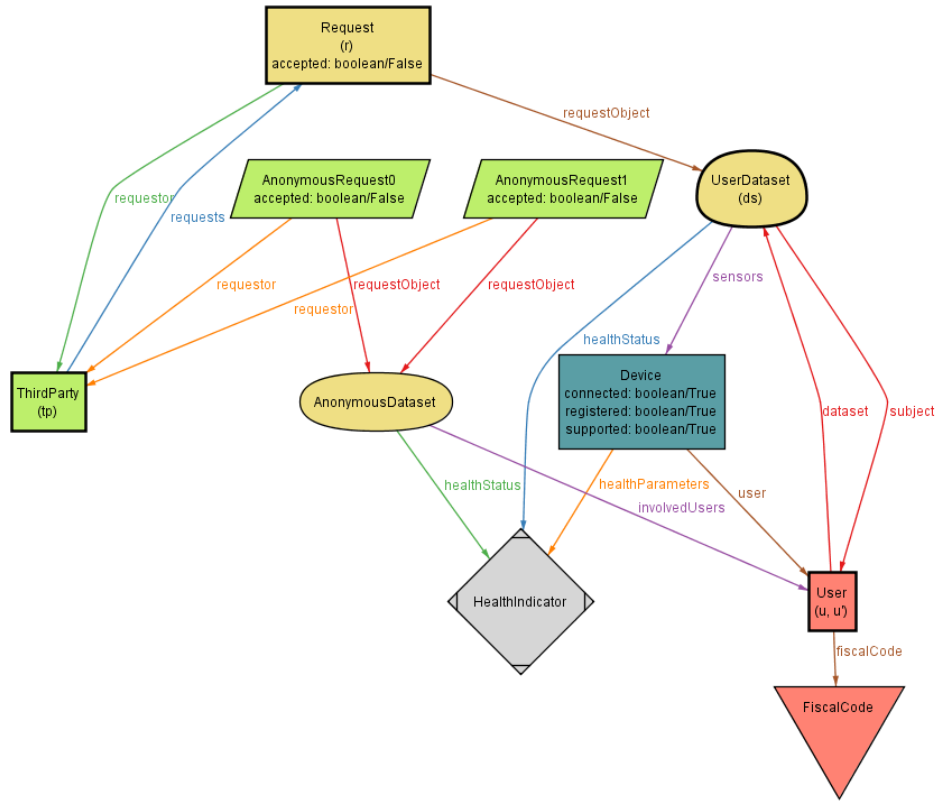 Request
(r)
accepted: boolean/False
requestObject
AnonymousRequest0
accepted: boolean/False
AnonymousRequest1
accepted: boolean/False
UserDataset
(ds)
requestor
requests
sensors
requestor
requestObject
requestObject
requestor
healthStatus
ThirdParty
(tp)
AnonymousDataset
Device
connected: boolean/True
registered: boolean/True
supported: boolean/True
dataset
subject
healthStatus
healthParameters
user
involvedUsers
HealthIndicator
User
(u, u')
fiscalCode
FiscalCode